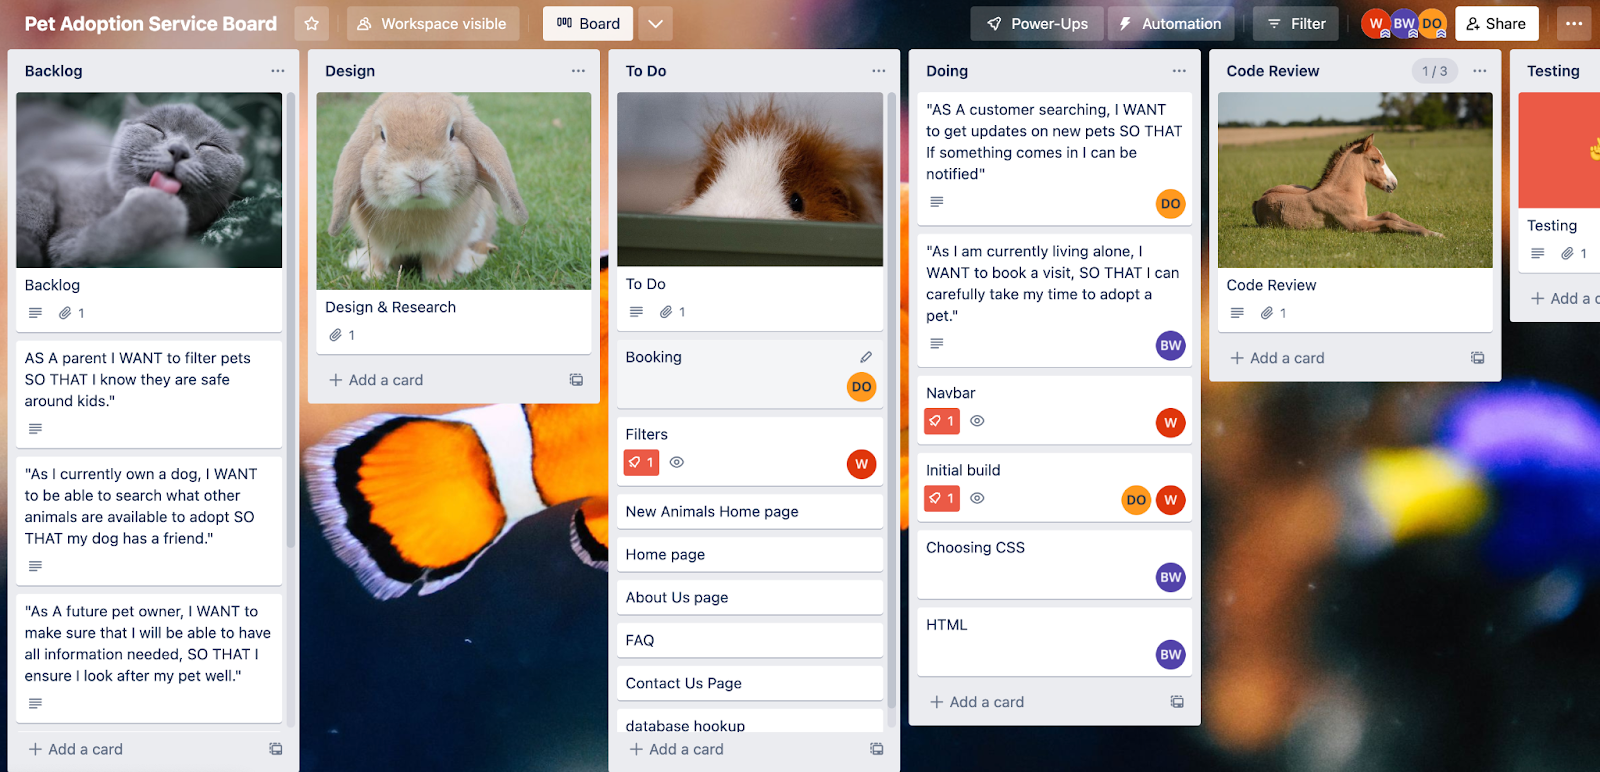 Pet Adoption Service Board
Workspace visible
Board
Power-Ups
Automation
Filter
W
BW
DO
Share
Backlog
Backlog
1
AS A parent I WANT to filter pets
SO THAT I know they are safe
around kids."
"As I currently own a dog, I WANT
to be able to search what other
animals are available to adopt SO
THAT my dog has a friend."
"As A future pet owner, I WANT to
make sure that I will be able to have
all information needed, SO THAT I
ensure I look after my pet well."
+ Add a card
Design
Design & Research
1
+ Add a card
To Do
To Do
1
Booking
DO
Filters
1
W
New Animals Home page
Home page
About Us page
FAQ
Contact Us Page
database hookup
+ Add a card
Doing
"AS A customer searching, I WANT
to get updates on new pets SO THAT
If something comes in I can be
notified"
DO
"As I am currently living alone, I
WANT to book a visit, SO THAT I can
carefully take my time to adopt a
pet."
BW
Navbar
1
W
Initial build
1
DO
W
Choosing CSS
BW
HTML
BW
+ Add a card
Code Review
1 / 3
Code Review
1
+ Add a card
Testing
Testing
1
+ Add a c